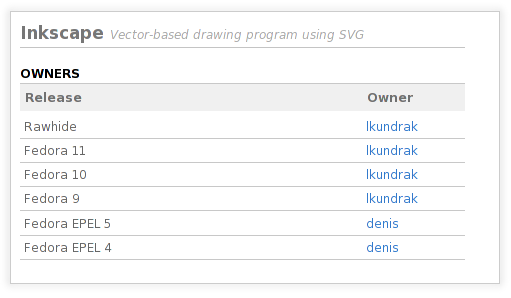 Inkscape Vector-based drawing program using SVG
OWNERS
Release Owner
Rawhide lkundrak
Fedora 11 lkundrak
Fedora 10 lkundrak
Fedora 9 lkundrak
Fedora EPEL 5 denis
Fedora EPEL 4 denis